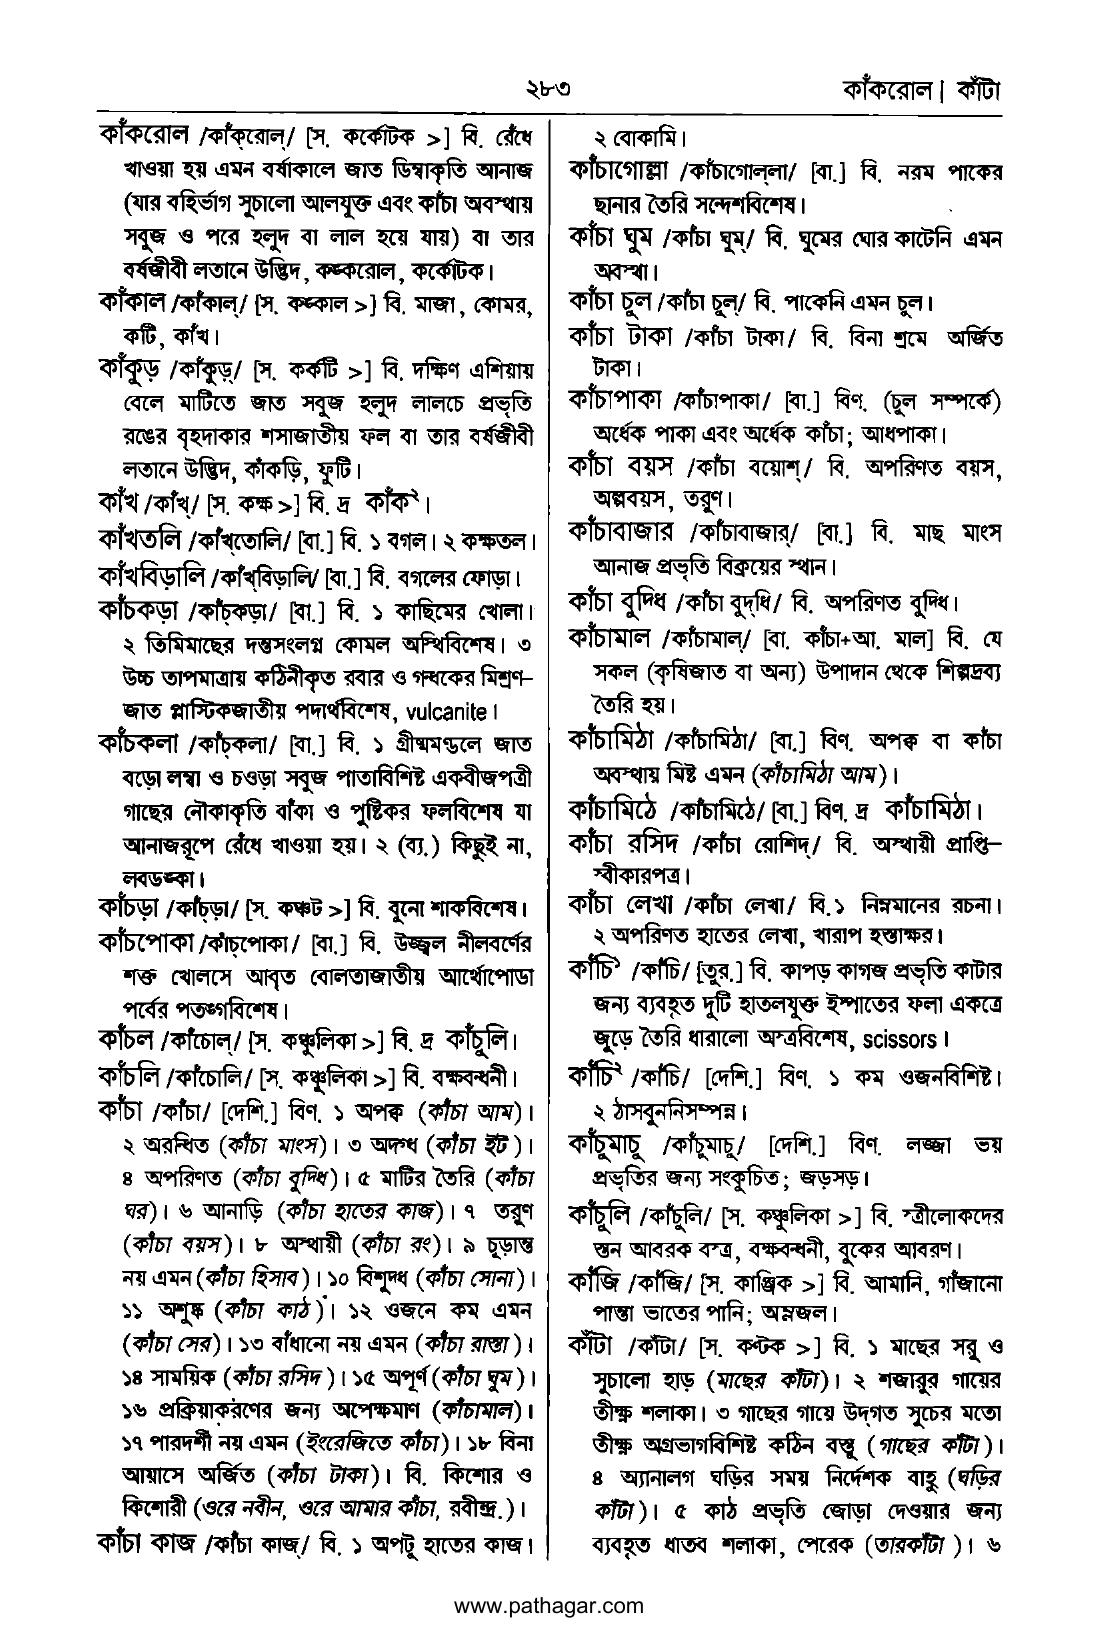 ২৮৩
কাঁকরোল | কাঁটা
কাঁকরোল /কাঁক্‌রোল্‌/ [স. কর্কোটক >] বি. রেঁধে
খাওয়া হয় এমন বর্ষাকালে জাত ডিম্বাকৃতি আনাজ
(যার বহির্ভাগ সুচালো আলযুক্ত এবং কাঁচা অবস্থায়
সবুজ ও পরে হলুদ বা লাল হয়ে যায়) বা তার
বর্ষজীবী লতানে উদ্ভিদ, কঙ্করোল, কর্কোটক।
কাঁকাল /কাঁকাল্‌/ [স. কঙ্কাল >] বি. মাজা, কোমর,
কটি, কাঁখ।
কাঁকুড় /কাঁকুড়্‌/ [স. কর্কটি >] বি. দক্ষিণ এশিয়ায়
বেলে মাটিতে জাত সবুজ হলুদ লালচে প্রভৃতি
রঙের বৃহদাকার শসাজাতীয় ফল বা তার বর্ষজীবী
লতানে উদ্ভিদ, কাঁকড়ি, ফুটি।
কাঁখ /কাঁখ্‌/ [স. কক্ষ >] বি. দ্র কাঁক²।
কাঁখতলি /কাঁখ্‌তোলি/ [বা.] বি. ১ বগল। ২ কক্ষতল।
কাঁখবিড়ালি /কাঁখ্‌বিড়ালি/ [বা.] বি. বগলের ফোড়া।
কাঁচকড়া /কাঁচ্‌কড়া/ [বা.] বি. ১ কাছিমের খোলা।
২ তিমিমাছের দন্তসংলগ্ন কোমল অস্থিবিশেষ। ৩
উচ্চ তাপমাত্রায় কঠিনীকৃত রবার ও গন্ধকের মিশ্রণ-
জাত প্লাস্টিকজাতীয় পদার্থবিশেষ, vulcanite।
কাঁচকলা /কাঁচ্‌কলা/ [বা.] বি. ১ গ্রীষ্মমণ্ডলে জাত
বড়ো লম্বা ও চওড়া সবুজ পাতাবিশিষ্ট একবীজপত্রী
গাছের নৌকাকৃতি বাঁকা ও পুষ্টিকর ফলবিশেষ যা
আনাজরূপে রেঁধে খাওয়া হয়। ২ (ব্য.) কিছুই না,
লবডঙ্কা।
কাঁচড়া /কাঁচ্‌ড়া/ [স. কঞ্চট >] বি. বুনো শাকবিশেষ।
কাঁচপোকা /কাঁচ্‌পোকা/ [বা.] বি. উজ্জ্বল নীলবর্ণের
শক্ত খোলসে আবৃত বোলতাজাতীয় আর্থ্রোপোডা
পর্বের পতঙ্গবিশেষ।
কাঁচল /কাঁচোল্‌/ [স. কঞ্চুলিকা >] বি. দ্র কাঁচুলি।
কাঁচলি /কাঁচোলি/ [স. কঞ্চুলিকা >] বি. বক্ষবন্ধনী।
কাঁচা /কাঁচা/ [দেশি.] বিণ. ১ অপক্ব (কাঁচা আম)।
২ অরন্ধিত (কাঁচা মাংস)। ৩ অদগ্ধ (কাঁচা ইট)।
৪ অপরিণত (কাঁচা বুদ্ধি)। ৫ মাটির তৈরি (কাঁচা
ঘর)। ৬ আনাড়ি (কাঁচা হাতের কাজ)। ৭ তরুণ
(কাঁচা বয়স)। ৮ অস্থায়ী (কাঁচা রং)। ৯ চূড়ান্ত
নয় এমন (কাঁচা হিসাব)। ১০ বিশুদ্ধ (কাঁচা সোনা)।
১১ অশুষ্ক (কাঁচা কাঠ)। ১২ ওজনে কম এমন
(কাঁচা সের)। ১৩ বাঁধানো নয় এমন (কাঁচা রাস্তা)।
১৪ সাময়িক (কাঁচা রসিদ)। ১৫ অপূর্ণ (কাঁচা ঘুম)।
১৬ প্রক্রিয়াকরণের জন্য অপেক্ষমাণ (কাঁচামাল)।
১৭ পারদর্শী নয় এমন (ইংরেজিতে কাঁচা)। ১৮ বিনা
আয়াসে অর্জিত (কাঁচা টাকা)। বি. কিশোর ও
কিশোরী (ওরে নবীন, ওরে আমার কাঁচা, রবীন্দ্র.)।
কাঁচা কাজ /কাঁচা কাজ্‌/ বি. ১ অপটু হাতের কাজ।
২ বোকামি।
কাঁচাগোল্লা /কাঁচাগোল্‌লা/ [বা.] বি. নরম পাকের
ছানার তৈরি সন্দেশবিশেষ।
কাঁচা ঘুম /কাঁচা ঘুম্‌/ বি. ঘুমের ঘোর কাটেনি এমন
অবস্থা।
কাঁচা চুল /কাঁচা চুল্‌/ বি. পাকেনি এমন চুল।
কাঁচা টাকা /কাঁচা টাকা/ বি. বিনা শ্রমে অর্জিত
টাকা।
কাঁচাপাকা /কাঁচাপাকা/ [বা.] বিণ. (চুল সম্পর্কে)
অর্ধেক পাকা এবং অর্ধেক কাঁচা; আধপাকা।
কাঁচা বয়স /কাঁচা বয়োশ্‌/ বি. অপরিণত বয়স,
অল্পবয়স, তরুণ।
কাঁচাবাজার /কাঁচাবাজার্‌/ [বা.] বি. মাছ মাংস
আনাজ প্রভৃতি বিক্রয়ের স্থান।
কাঁচা বুদ্ধি /কাঁচা বুদ্‌ধি/ বি. অপরিণত বুদ্ধি।
কাঁচামাল /কাঁচামাল্‌/ [বা. কাঁচা+আ. মাল] বি. যে
সকল (কৃষিজাত বা অন্য) উপাদান থেকে শিল্পদ্রব্য
তৈরি হয়।
কাঁচামিঠা /কাঁচামিঠা/ [বা.] বিণ. অপক্ব বা কাঁচা
অবস্থায় মিষ্ট এমন (কাঁচামিঠা আম)।
কাঁচামিঠে /কাঁচামিঠে/ [বা.] বিণ. দ্র কাঁচামিঠা।
কাঁচা রসিদ /কাঁচা রোশিদ্‌/ বি. অস্থায়ী প্রাপ্তি-
স্বীকারপত্র।
কাঁচা লেখা /কাঁচা লেখা/ বি.১ নিম্নমানের রচনা।
২ অপরিণত হাতের লেখা, খারাপ হস্তাক্ষর।
কাঁচি¹ /কাঁচি/ [তুর.] বি. কাপড় কাগজ প্রভৃতি কাটার
জন্য ব্যবহৃত দুটি হাতলযুক্ত ইস্পাতের ফলা একত্রে
জুড়ে তৈরি ধারালো অস্ত্রবিশেষ, scissors।
কাঁচি² /কাঁচি/ [দেশি.] বিণ. ১ কম ওজনবিশিষ্ট।
২ ঠাসবুননিসম্পন্ন।
কাঁচুমাচু /কাঁচুমাচু/ [দেশি.] বিণ. লজ্জা ভয়
প্রভৃতির জন্য সংকুচিত; জড়সড়।
কাঁচুলি /কাঁচুলি/ [স. কঞ্চুলিকা >] বি. স্ত্রীলোকদের
স্তন আবরক বস্ত্র, বক্ষবন্ধনী, বুকের আবরণ।
কাঁজি /কাঁজি/ [স. কাঞ্জিক >] বি. আমানি, গাঁজানো
পান্তা ভাতের পানি; অম্লজল।
কাঁটা /কাঁটা/ [স. কণ্টক >] বি. ১ মাছের সরু ও
সুচালো হাড় (মাছের কাঁটা)। ২ শজারুর গায়ের
তীক্ষ্ণ শলাকা। ৩ গাছের গায়ে উদ্‌গত সুচের মতো
তীক্ষ্ণ অগ্রভাগবিশিষ্ট কঠিন বস্তু (গাছের কাঁটা)।
৪ অ্যানালগ ঘড়ির সময় নির্দেশক বাহু (ঘড়ির
কাঁটা)। ৫ কাঠ প্রভৃতি জোড়া দেওয়ার জন্য
ব্যবহৃত ধাতব শলাকা, পেরেক (তারকাঁটা)। ৬
www.pathagar.com